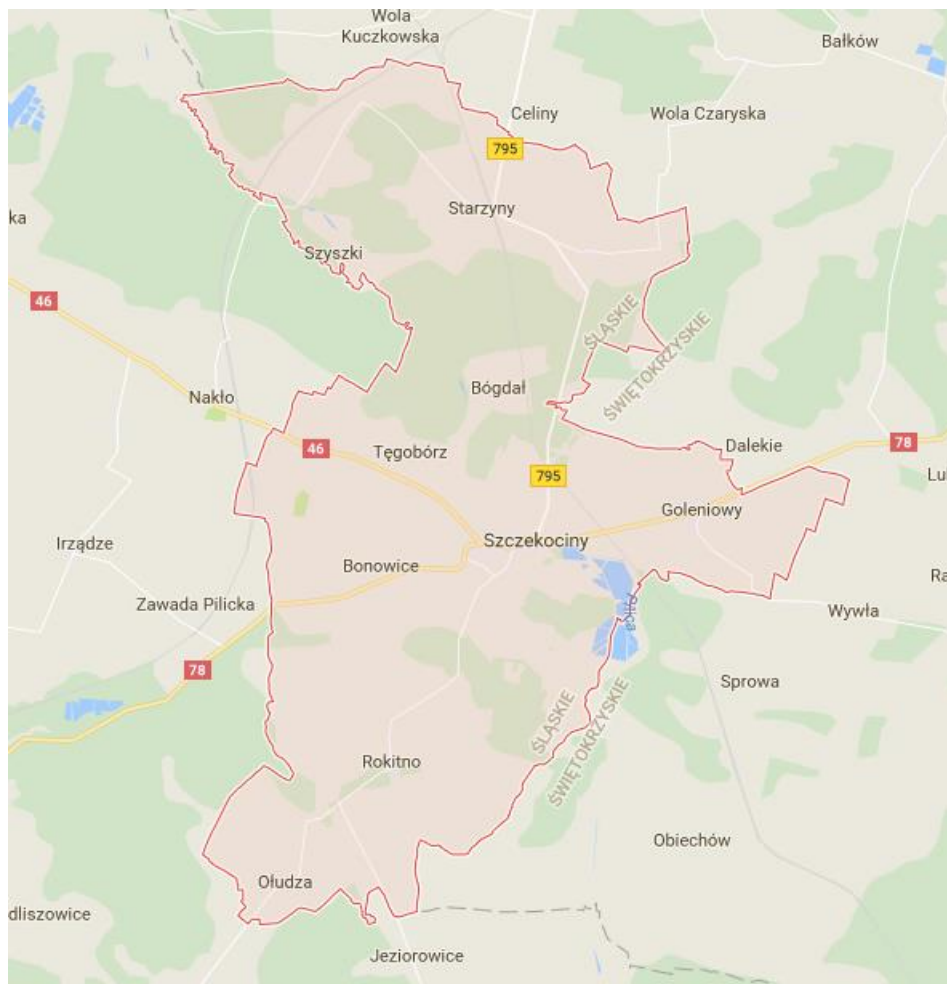 Wola
Kuczkowska
Bałków
Celiny
Wola Czaryska
795
Starzyny
ka
Szyszki
46
ŚLĄSKIE
ŚWIĘTOKRZYSKIE
Bógdał
Nakło
46
Tęgobórz
Dalekie
78
795
Lu
Goleniowy
Szczekociny
Irządze
Bonowice
Ra
Zawada Pilicka
Pilica
Wywła
78
Sprowa
ŚLĄSKIE
ŚWIĘTOKRZYSKIE
Rokitno
Obiechów
Ołudza
dliszowice
Jeziorowice